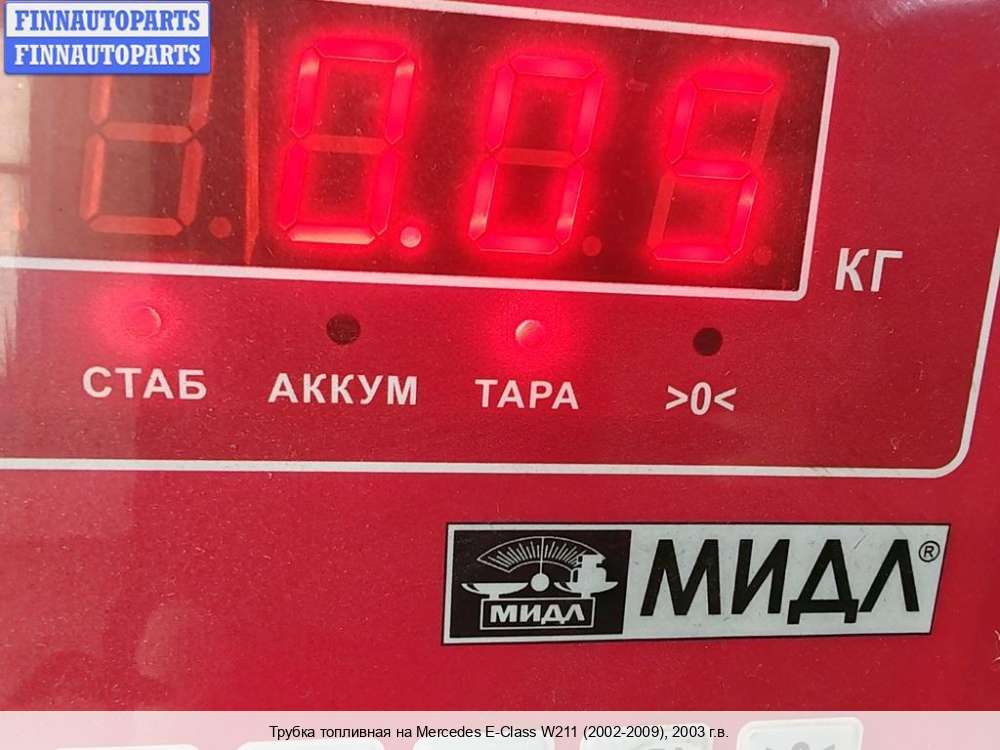 FINNAUTOPARTS
FINNAUTOPARTS
0.05
КГ
СТАБ АККУМ ТАРА >0<
МИДЛ МИДЛ®
Трубка топливная на Mercedes E-Class W211 (2002-2009), 2003 г.в.